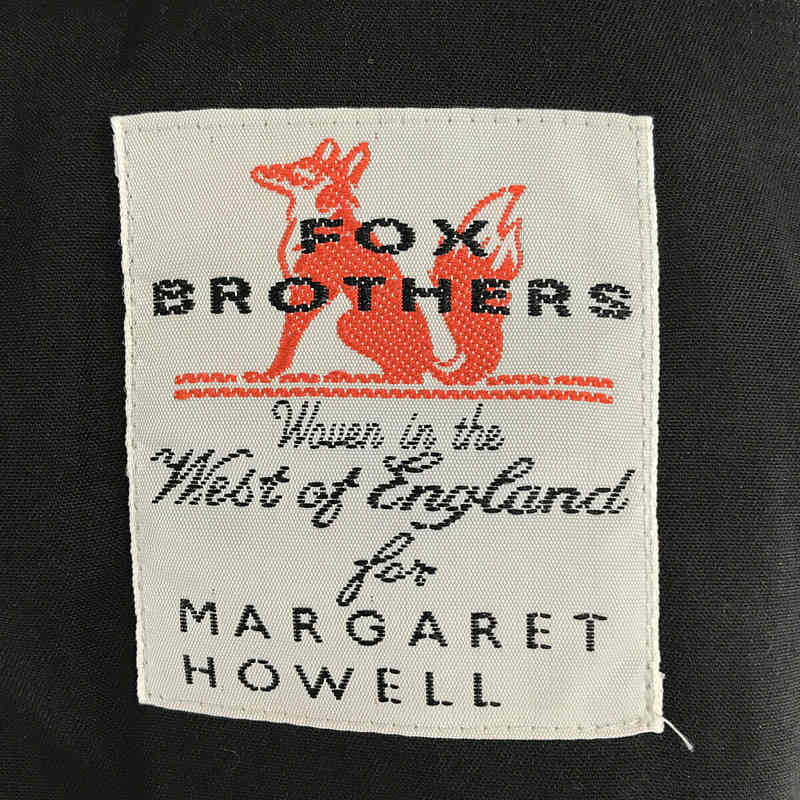 FOX
BROTHERS
Woven in the
West of England
for
MARGARET
HOWELL